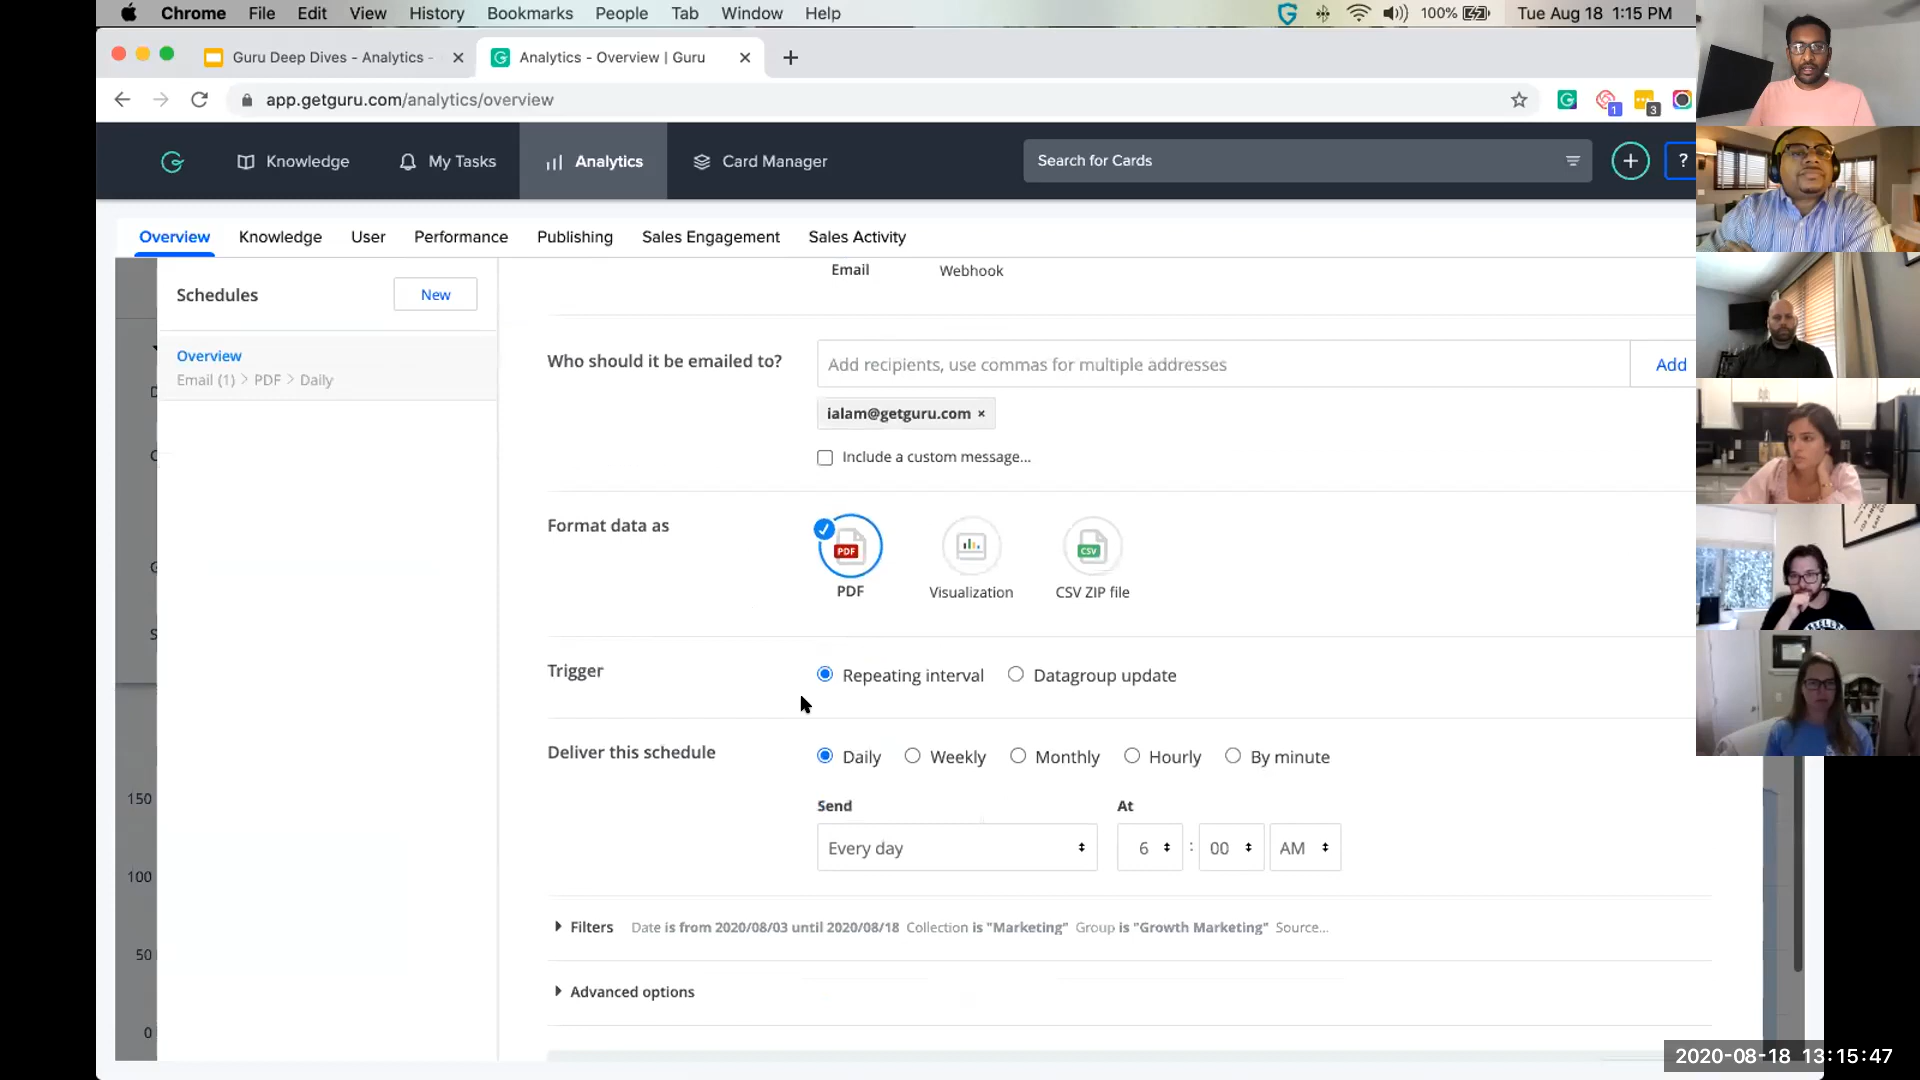 Chrome File Edit View History Bookmarks People Tab Window Help 100% Tue Aug 18 1:15 PM
Guru Deep Dives - Analytics - Analytics - Overview | Guru
app.getguru.com/analytics/overview 1 3
Knowledge My Tasks Analytics Card Manager Search for Cards ?
Overview Knowledge User Performance Publishing Sales Engagement Sales Activity
Schedules New
Overview
Email (1) > PDF > Daily
Email Webhook
Who should it be emailed to? Add recipients, use commas for multiple addresses Add
ialam@getguru.com ×
Include a custom message...
Format data as
PDF CSV
PDF Visualization CSV ZIP file
Trigger Repeating interval Datagroup update
Deliver this schedule Daily Weekly Monthly Hourly By minute
Send At
Every day 6 : 00 AM
Filters Date is from 2020/08/03 until 2020/08/18 Collection is "Marketing" Group is "Growth Marketing" Source...
Advanced options
150
100
50
0
2020-08-18 13:15:47